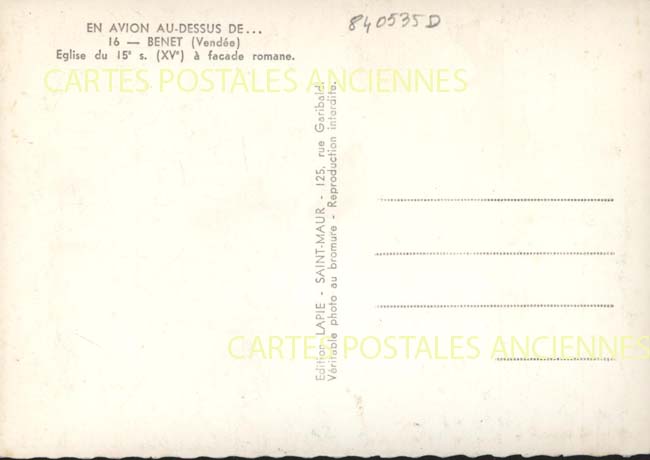 EN AVION AU-DESSUS DE...
840535D
16 — BENET (Vendée)
Eglise du 15e s. (XVe) à facade romane.
CARTES POSTALES ANCIENNES
Edition LAPIE - SAINT-MAUR - 125, rue Garibaldi
Véritable photo au bromure - Reproduction interdite.
CARTES POSTALES ANCIENNES